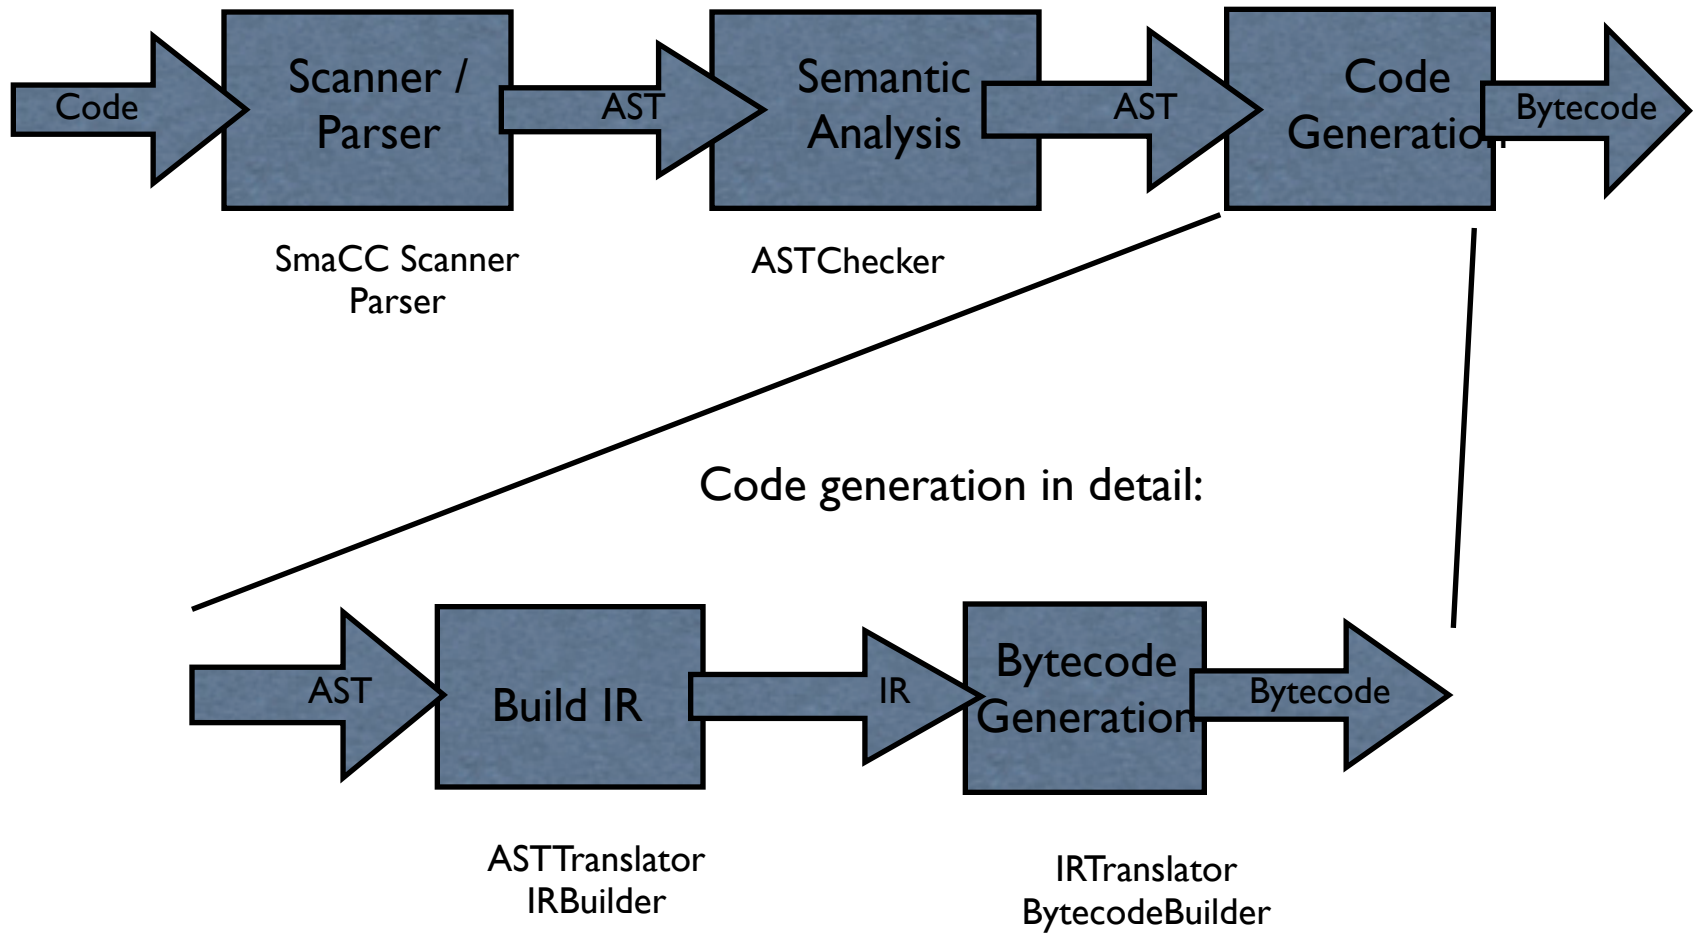 Code
Scanner /
Parser
AST
Semantic
Analysis
AST
Code
Generation
Bytecode
SmaCC Scanner
Parser
ASTChecker
Code generation in detail:
AST
Build IR
IR
Bytecode
Generation
Bytecode
ASTTranslator
IRBuilder
IRTranslator
BytecodeBuilder